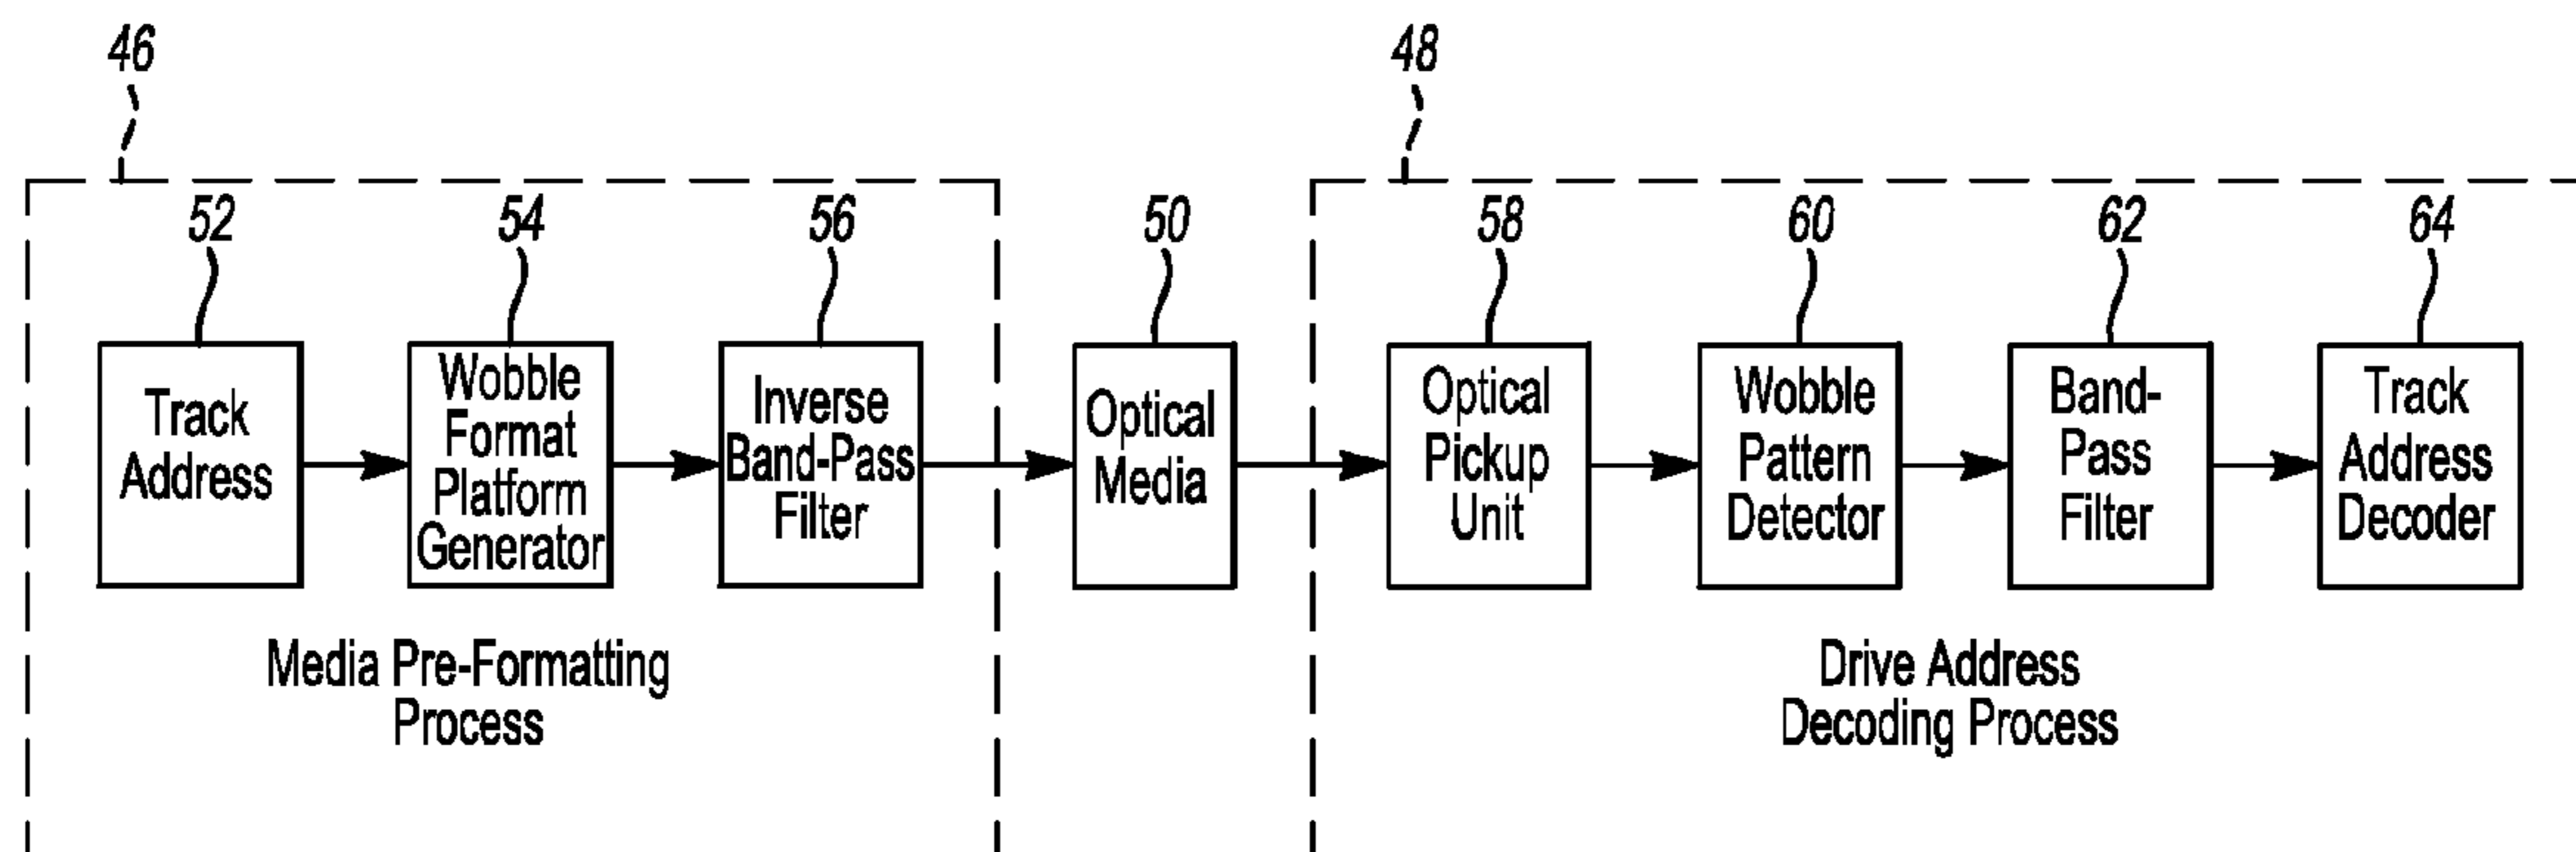 46
48
52
54
56
50
58
60
62
64
Track
Address
Wobble
Format
Platform
Generator
Inverse
Band-Pass
Filter
Optical
Media
Optical
Pickup
Unit
Wobble
Pattern
Detector
Band-
Pass
Filter
Track
Address
Decoder
Media Pre-Formatting
Process
Drive Address
Decoding Process